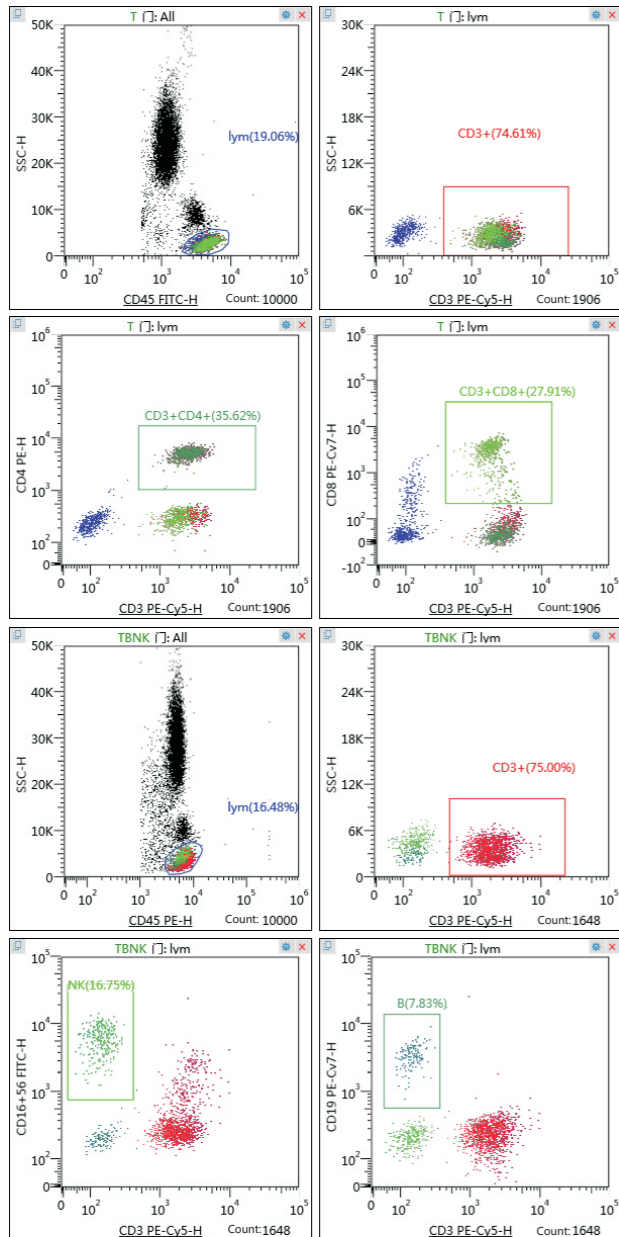 T 门: All
50K
40K
30K
20K
10K
0
SSC-H
lym(19.06%)
0 10² 10³ 10⁴ 10⁵
CD45 FITC-H Count: 10000
T 门: lym
30K
24K
18K
12K
6K
0
SSC-H
CD3+(74.61%)
0 10² 10³ 10⁴ 10⁵
CD3 PE-Cy5-H Count: 1906
T 门: lym
10⁶
10⁵
10⁴
10³
10²
0
CD4 PE-H
CD3+CD4+(35.62%)
0 10² 10³ 10⁴ 10⁵
CD3 PE-Cy5-H Count:1906
T 门: lym
10⁶
10⁵
10⁴
10³
10²
0
-10²
CD8 PE-Cv7-H
CD3+CD8+(27.91%)
0 10² 10³ 10⁴ 10⁵
CD3 PE-Cy5-H Count:1906
TBNK 门: All
50K
40K
30K
20K
10K
0
SSC-H
lym(16.48%)
0 10² 10³ 10⁴ 10⁵ 10⁶
CD45 PE-H Count: 10000
TBNK 门: lym
30K
24K
18K
12K
6K
0
SSC-H
CD3+(75.00%)
0 10² 10³ 10⁴ 10⁵
CD3 PE-Cy5-H Count:1648
TBNK 门: lym
10⁵
10⁴
10³
10²
0
CD16+56 FITC-H
NK(16.75%)
0 10² 10³ 10⁴ 10⁵
CD3 PE-Cy5-H Count:1648
TBNK 门: lym
10⁵
10⁴
10³
10²
0
CD19 PE-Cv7-H
B(7.83%)
0 10² 10³ 10⁴ 10⁵
CD3 PE-Cy5-H Count:1648